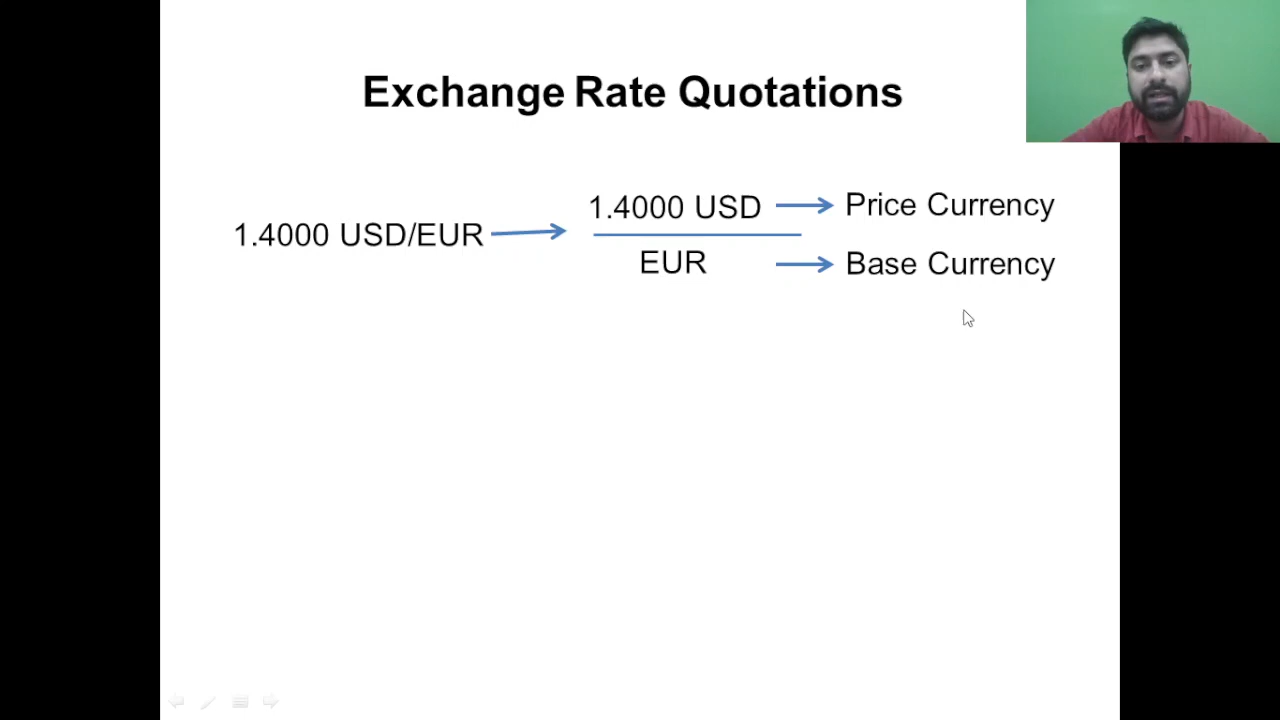 Exchange Rate Quotations
1.4000 USD/EUR
1.4000 USD
Price Currency
EUR
Base Currency